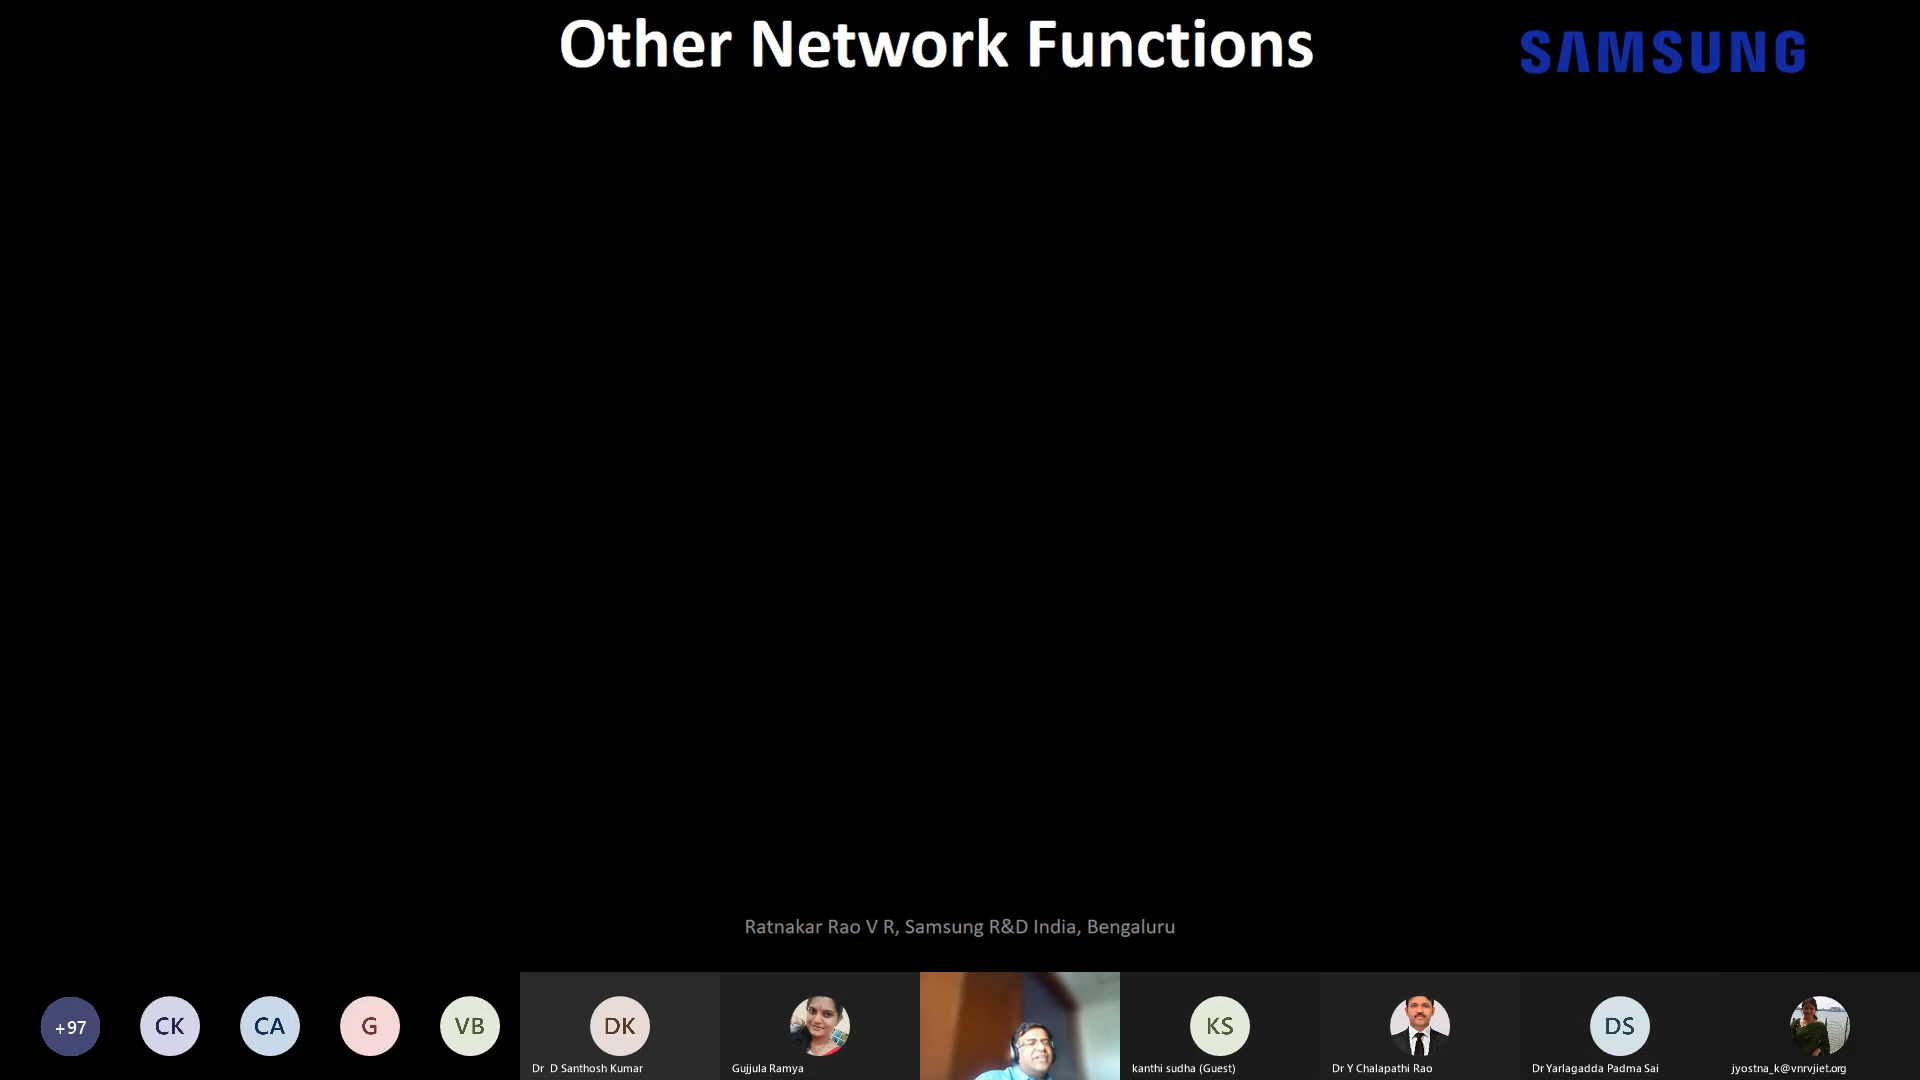 Other Network Functions
SAMSUNG
Ratnakar Rao V R, Samsung R&D India, Bengaluru
+97
CK
CA
G
VB
DK
KS
DS
Dr D Santhosh Kumar
Gujjula Ramya
kanthi sudha (Guest)
Dr Y Chalapathi Rao
Dr Yarlagadda Padma Sai
jyostna_k@vnrvjiet.org